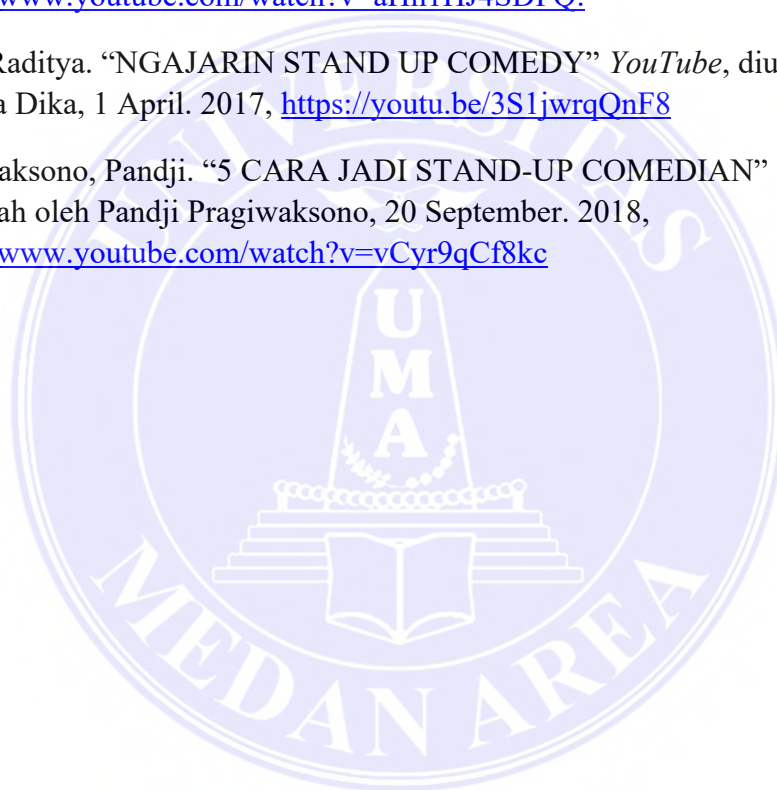 Raditya. “NGAJARIN STAND UP COMEDY” YouTube, diu
a Dika, 1 April. 2017, https://youtu.be/3S1jwrqQnF8
aksono, Pandji. “5 CARA JADI STAND-UP COMEDIAN”
ah oleh Pandji Pragiwaksono, 20 September. 2018,
www.youtube.com/watch?v=vCyr9qCf8kc
UNIVERSITAS
U
M
A
MEDAN AREA